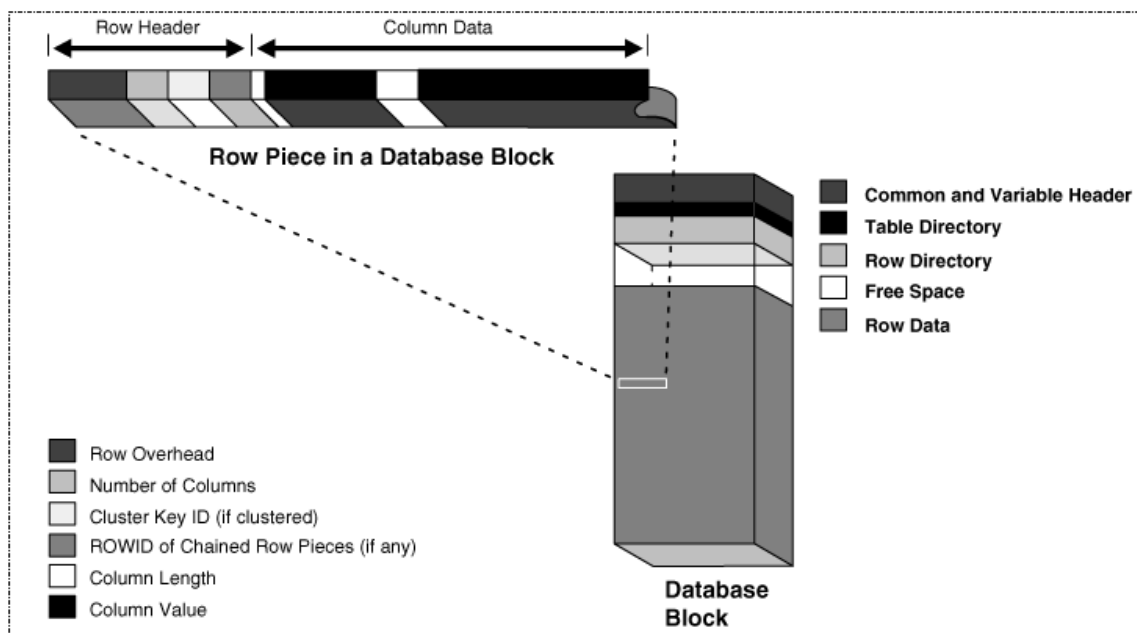 Row Header
Column Data
Row Piece in a Database Block
Common and Variable Header
Table Directory
Row Directory
Free Space
Row Data
Row Overhead
Number of Columns
Cluster Key ID (if clustered)
ROWID of Chained Row Pieces (if any)
Column Length
Column Value
Database
Block